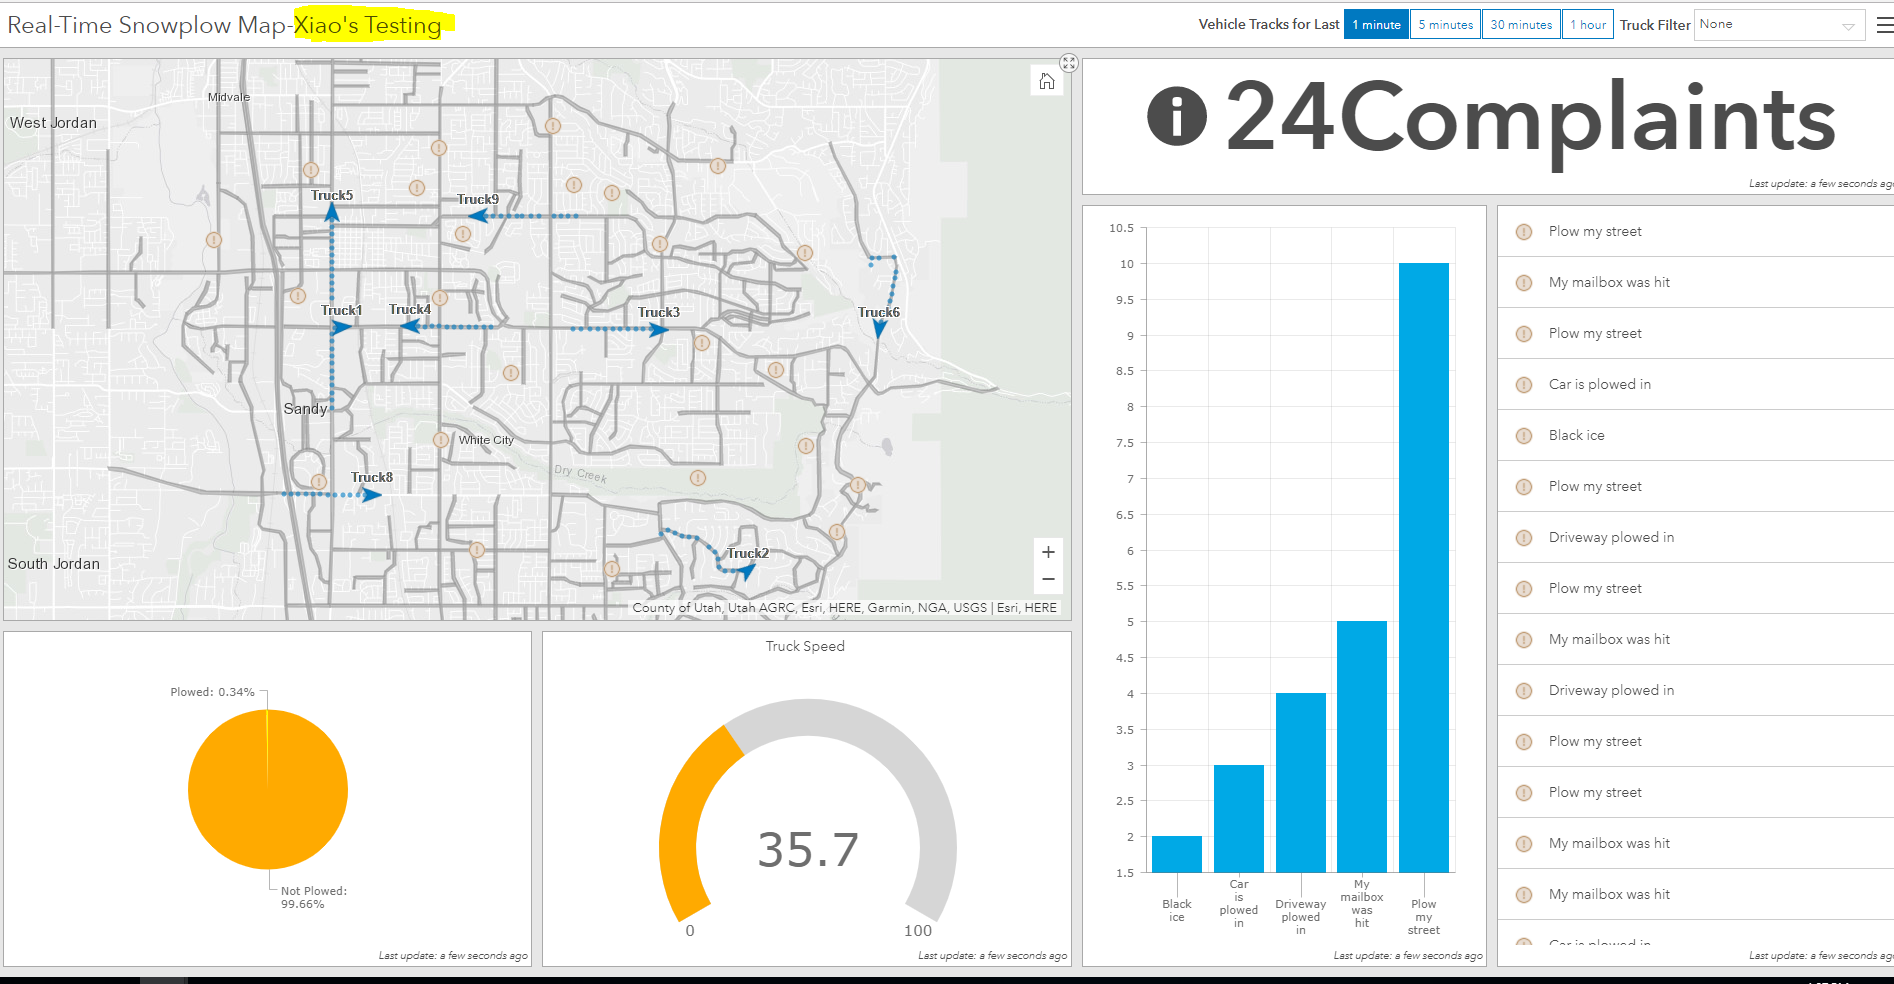 Real-Time Snowplow Map-Xiao's Testing
Vehicle Tracks for Last
1 minute
5 minutes
30 minutes
1 hour
Truck Filter
None
Midvale
West Jordan
Truck5
Truck9
Truck1
Truck4
Truck3
Truck6
Sandy
White City
Dry Creek
Truck8
Truck2
South Jordan
+
−
County of Utah, Utah AGRC, Esri, HERE, Garmin, NGA, USGS | Esri, HERE
24Complaints
Last update: a few seconds ago
10.5
10
9.5
9
8.5
8
7.5
7
6.5
6
5.5
5
4.5
4
3.5
3
2.5
2
1.5
Black
ice
Car
is
plowed
in
Driveway
plowed
in
My
mailbox
was
hit
Plow
my
street
Last update: a few seconds ago
Plow my street
My mailbox was hit
Plow my street
Car is plowed in
Black ice
Plow my street
Driveway plowed in
Plow my street
My mailbox was hit
Driveway plowed in
Plow my street
Plow my street
My mailbox was hit
My mailbox was hit
Car is plowed in
Last update: a few seconds ago
Plowed: 0.34%
Not Plowed:
99.66%
Last update: a few seconds ago
Truck Speed
35.7
0
100
Last update: a few seconds ago